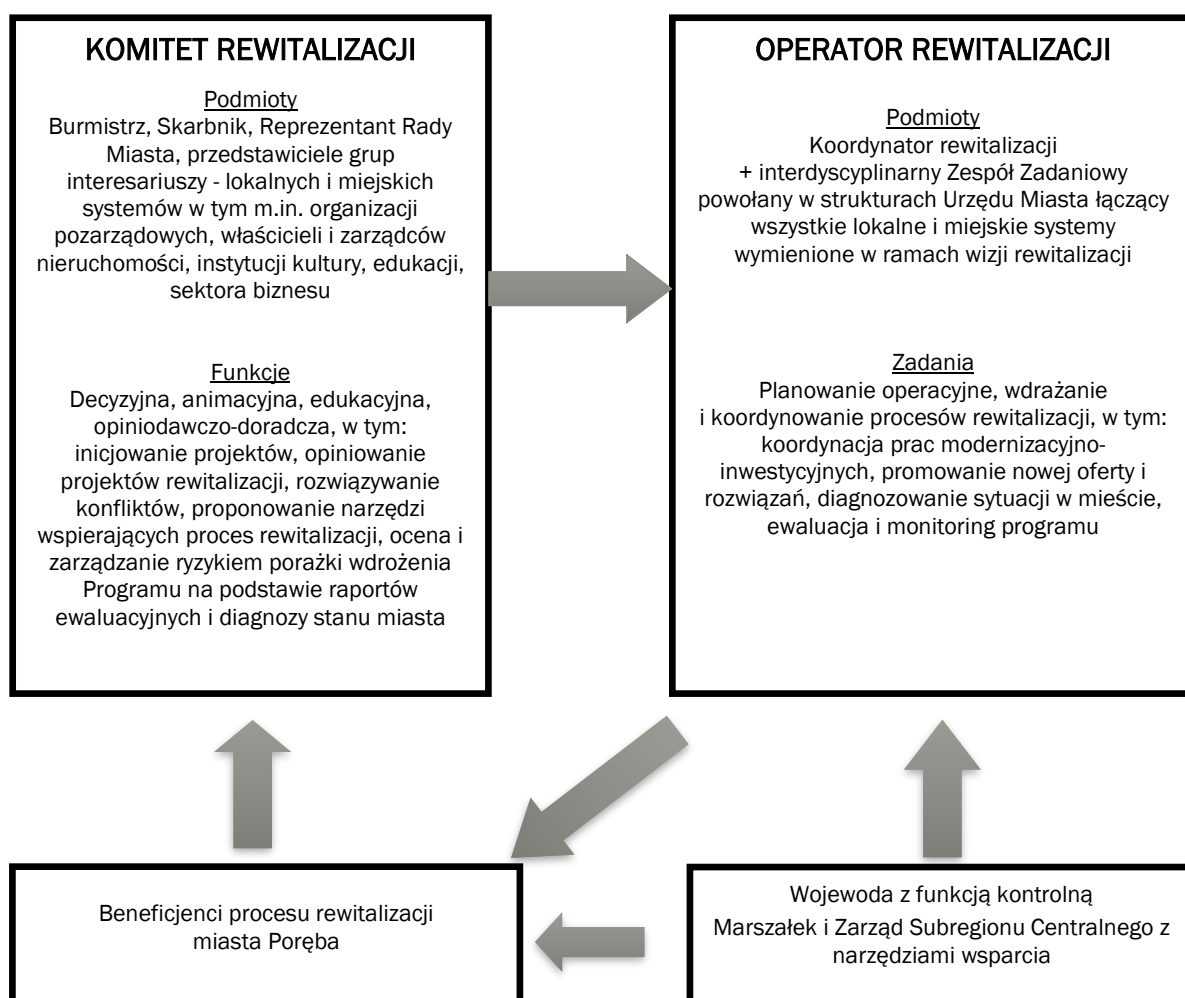 KOMITET REWITALIZACJI
Podmioty
Burmistrz, Skarbnik, Reprezentant Rady
Miasta, przedstawiciele grup
interesariuszy - lokalnych i miejskich
systemów w tym m.in. organizacji
pozarządowych, właścicieli i zarządców
nieruchomości, instytucji kultury, edukacji,
sektora biznesu
Funkcje
Decyzyjna, animacyjna, edukacyjna,
opiniodawczo-doradcza, w tym:
inicjowanie projektów, opiniowanie
projektów rewitalizacji, rozwiązywanie
konfliktów, proponowanie narzędzi
wspierających proces rewitalizacji, ocena i
zarządzanie ryzykiem porażki wdrożenia
Programu na podstawie raportów
ewaluacyjnych i diagnozy stanu miasta
OPERATOR REWITALIZACJI
Podmioty
Koordynator rewitalizacji
+ interdyscyplinarny Zespół Zadaniowy
powołany w strukturach Urzędu Miasta łączący
wszystkie lokalne i miejskie systemy
wymienione w ramach wizji rewitalizacji
Zadania
Planowanie operacyjne, wdrażanie
i koordynowanie procesów rewitalizacji, w tym:
koordynacja prac modernizacyjno-
inwestycyjnych, promowanie nowej oferty i
rozwiązań, diagnozowanie sytuacji w mieście,
ewaluacja i monitoring programu
Beneficjenci procesu rewitalizacji
miasta Poręba
Wojewoda z funkcją kontrolną
Marszałek i Zarząd Subregionu Centralnego z
narzędziami wsparcia